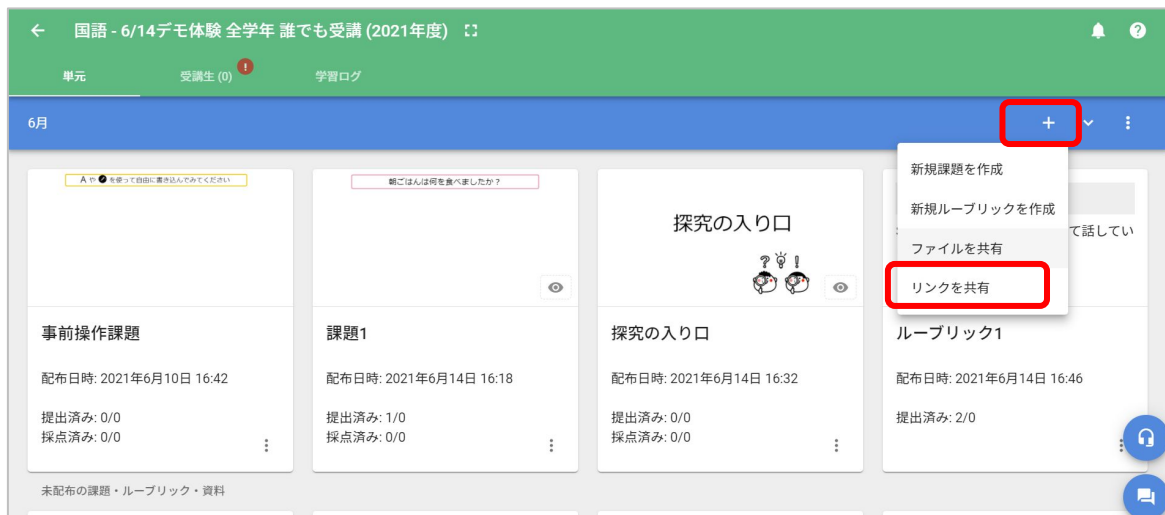 国語 - 6/14デモ体験 全学年 誰でも受講 (2021年度)
単元
受講生 (0)
学習ログ
6月
新規課題を作成
新規ルーブリックを作成
ファイルを共有
リンクを共有
A や を使って自由に書き込んでみてください
朝ごはんは何を食べましたか？
探究の入り口
て話してい
事前操作課題
配布日時: 2021年6月10日 16:42
提出済み: 0/0
採点済み: 0/0
課題1
配布日時: 2021年6月14日 16:18
提出済み: 1/0
採点済み: 0/0
探究の入り口
配布日時: 2021年6月14日 16:32
提出済み: 0/0
採点済み: 0/0
ルーブリック1
配布日時: 2021年6月14日 16:46
提出済み: 2/0
未配布の課題・ルーブリック・資料